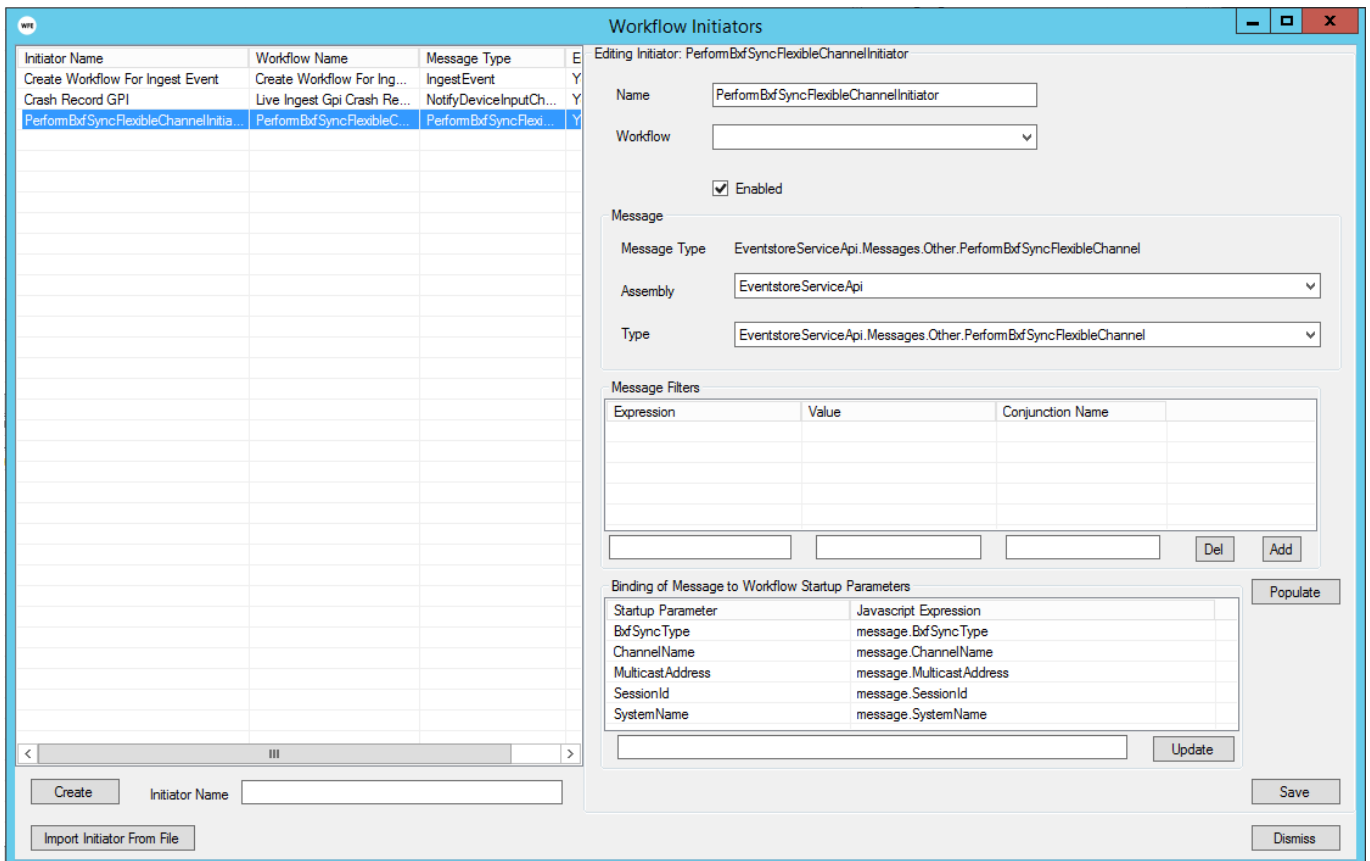 WFE
Workflow Initiators
Initiator Name Workflow Name Message Type E
Create Workflow For Ingest Event Create Workflow For Ing... IngestEvent Y
Crash Record GPI Live Ingest Gpi Crash Re... NotifyDeviceInputCh... Y
PerformBxfSyncFlexibleChannelInitia... PerformBxfSyncFlexibleC... PerformBxfSyncFlexi... Y
Create Initiator Name
Import Initiator From File
Editing Initiator: PerformBxfSyncFlexibleChannelInitiator
Name PerformBxfSyncFlexibleChannelInitiator
Workflow
Enabled
Message
Message Type EventstoreServiceApi.Messages.Other.PerformBxfSyncFlexibleChannel
Assembly EventstoreServiceApi
Type EventstoreServiceApi.Messages.Other.PerformBxfSyncFlexibleChannel
Message Filters
Expression Value Conjunction Name
Del Add
Binding of Message to Workflow Startup Parameters
Populate
Startup Parameter Javascript Expression
BxfSyncType message.BxfSyncType
ChannelName message.ChannelName
MulticastAddress message.MulticastAddress
SessionId message.SessionId
SystemName message.SystemName
Update
Save
Dismiss